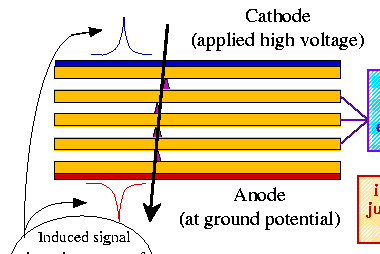 Cathode
(applied high voltage)
Anode
(at ground potential)
Induced signal